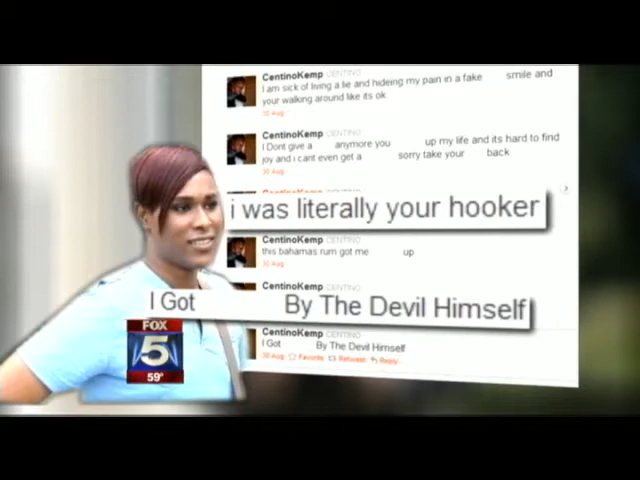 CentinoKemp CENTINO
I am sick of living a lie and hideing my pain in a fake smile and
your walking around like its ok
30 Aug
CentinoKemp CENTINO
I Dont give a anymore you up my life and its hard to find
joy and i cant even get a sorry take your back
30 Aug
i was literally your hooker
CentinoKemp CENTINO
this bahamas rum got me up
30 Aug
CentinoKemp CENTINO
I Got By The Devil Himself
CentinoKemp CENTINO
I Got By The Devil Himself
30 Aug Favorite Retweet Reply
FOX
5
59°